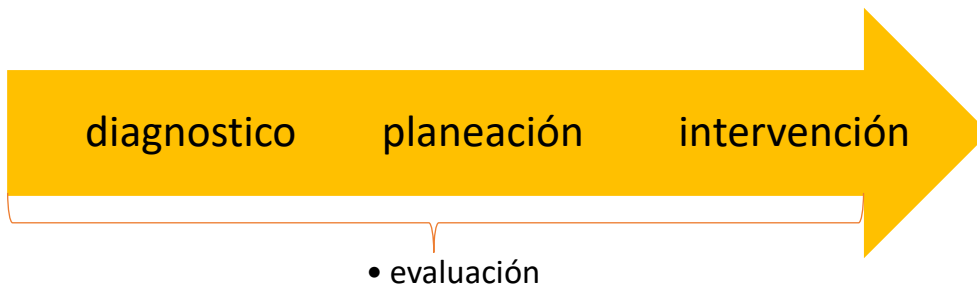 diagnostico planeación intervención
• evaluación